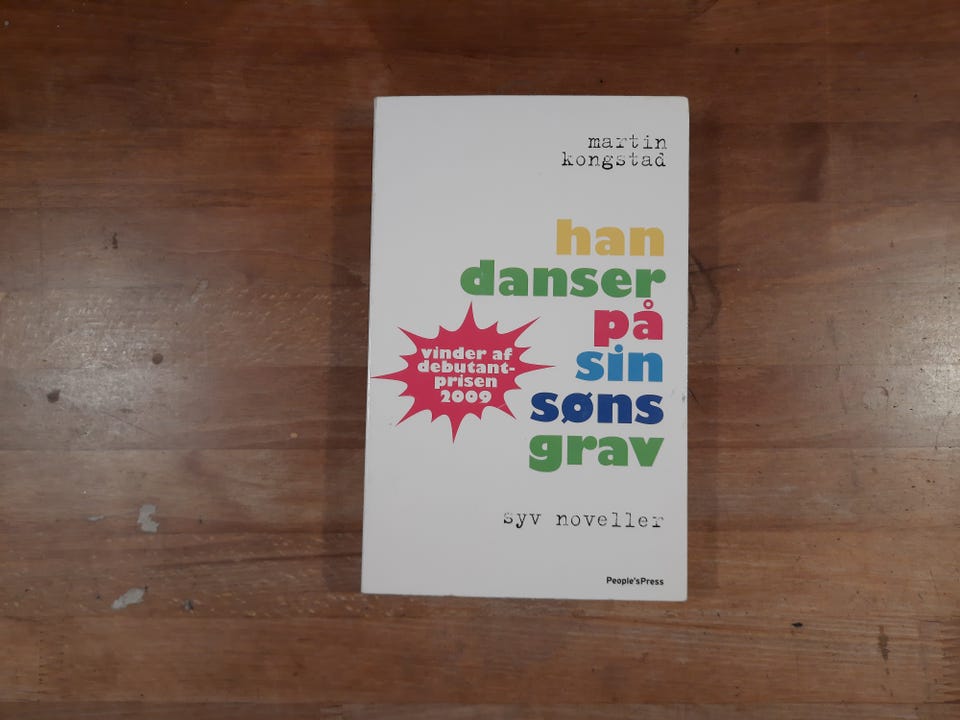 martin
kongstad
han
danser
på
sin
søns
grav
vinder af
debutant-
prisen
2009
syv noveller
People'sPress